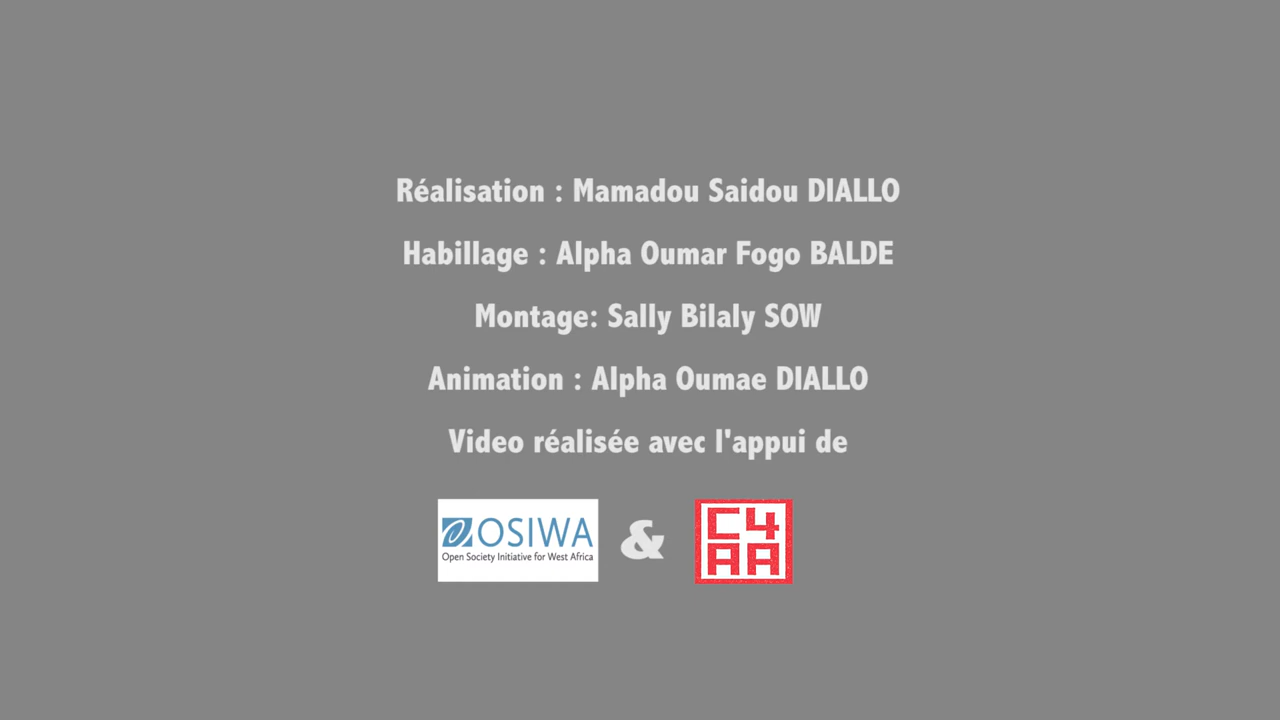 Réalisation : Mamadou Saidou DIALLO
Habillage : Alpha Oumar Fogo BALDE
Montage: Sally Bilaly SOW
Animation : Alpha Oumae DIALLO
Video réalisée avec l'appui de
OSIWA
Open Society Initiative for West Africa
&
C4
AA